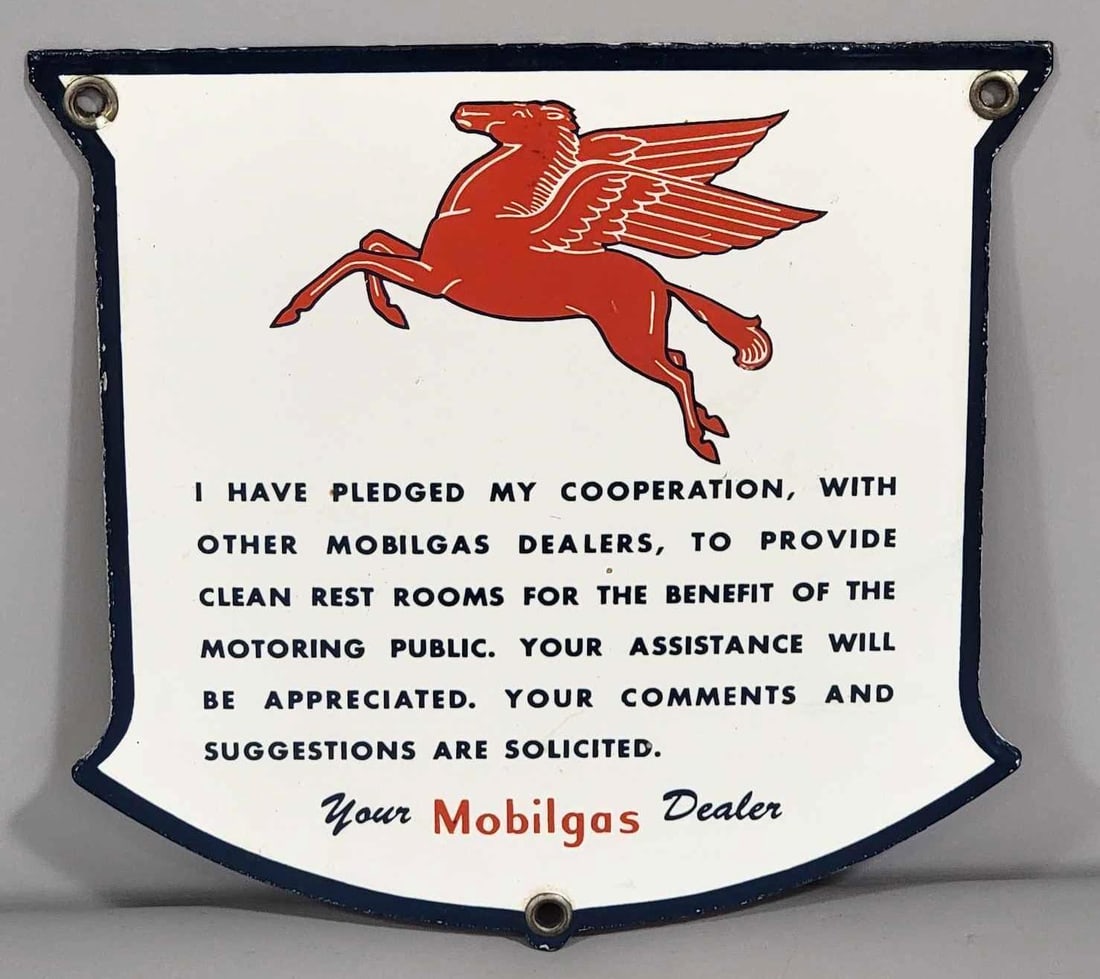 I HAVE PLEDGED MY COOPERATION, WITH
OTHER MOBILGAS DEALERS, TO PROVIDE
CLEAN REST ROOMS FOR THE BENEFIT OF THE
MOTORING PUBLIC. YOUR ASSISTANCE WILL
BE APPRECIATED. YOUR COMMENTS AND
SUGGESTIONS ARE SOLICITED.
Your Mobilgas Dealer